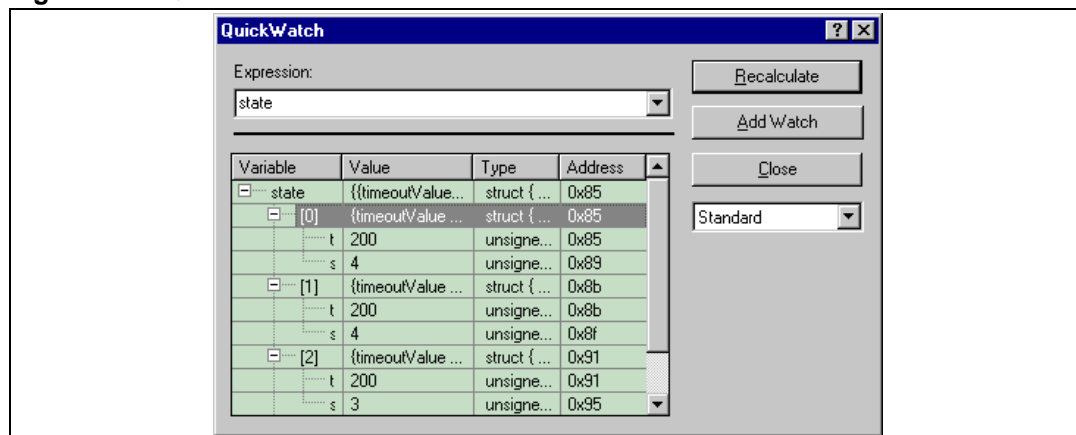 QuickWatch
Expression:
state
Recalculate
Add Watch
Close
Standard
Variable Value Type Address
state {{timeoutValue... struct { ... 0x85
[0] {timeoutValue ... struct { ... 0x85
t 200 unsigne... 0x85
s 4 unsigne... 0x89
[1] {timeoutValue ... struct { ... 0x8b
t 200 unsigne... 0x8b
s 4 unsigne... 0x8f
[2] {timeoutValue ... struct { ... 0x91
t 200 unsigne... 0x91
s 3 unsigne... 0x95